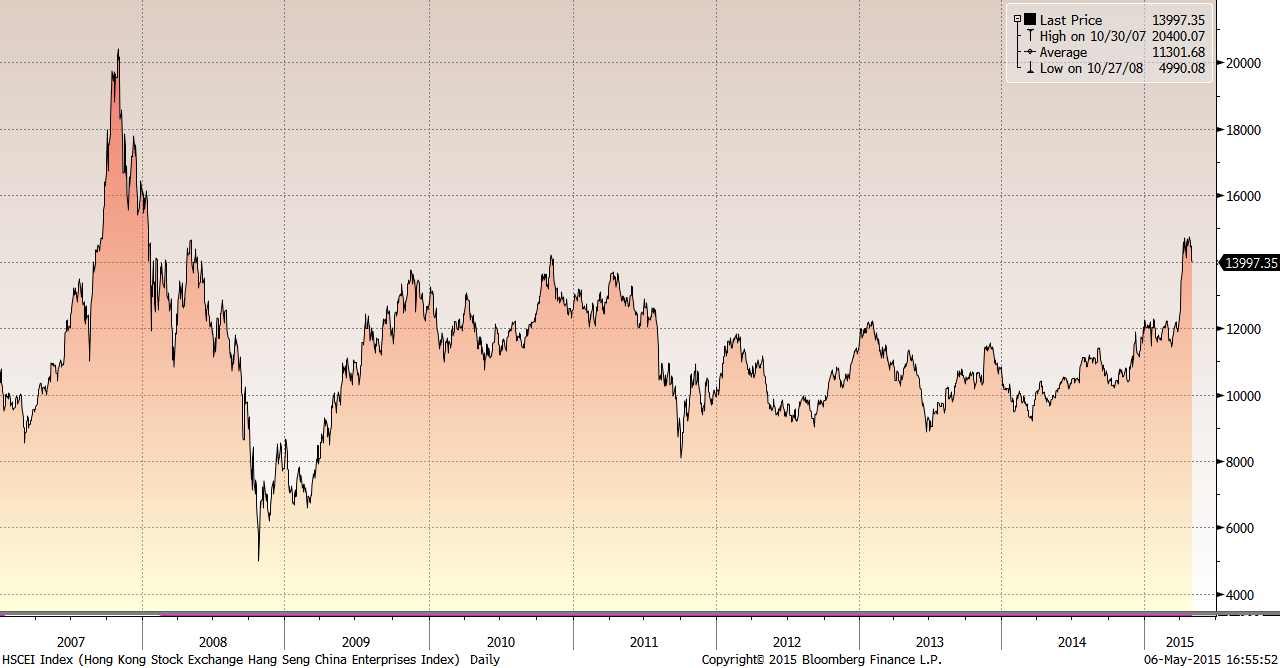 Last Price 13997.35
High on 10/30/07 20400.07
Average 11301.68
Low on 10/27/08 4990.08
20000
18000
16000
13997.35
12000
10000
8000
6000
4000
2007 2008 2009 2010 2011 2012 2013 2014 2015
HSCEI Index (Hong Kong Stock Exchange Hang Seng China Enterprises Index) Daily Copyright© 2015 Bloomberg Finance L.P. 06-May-2015 16:55:52